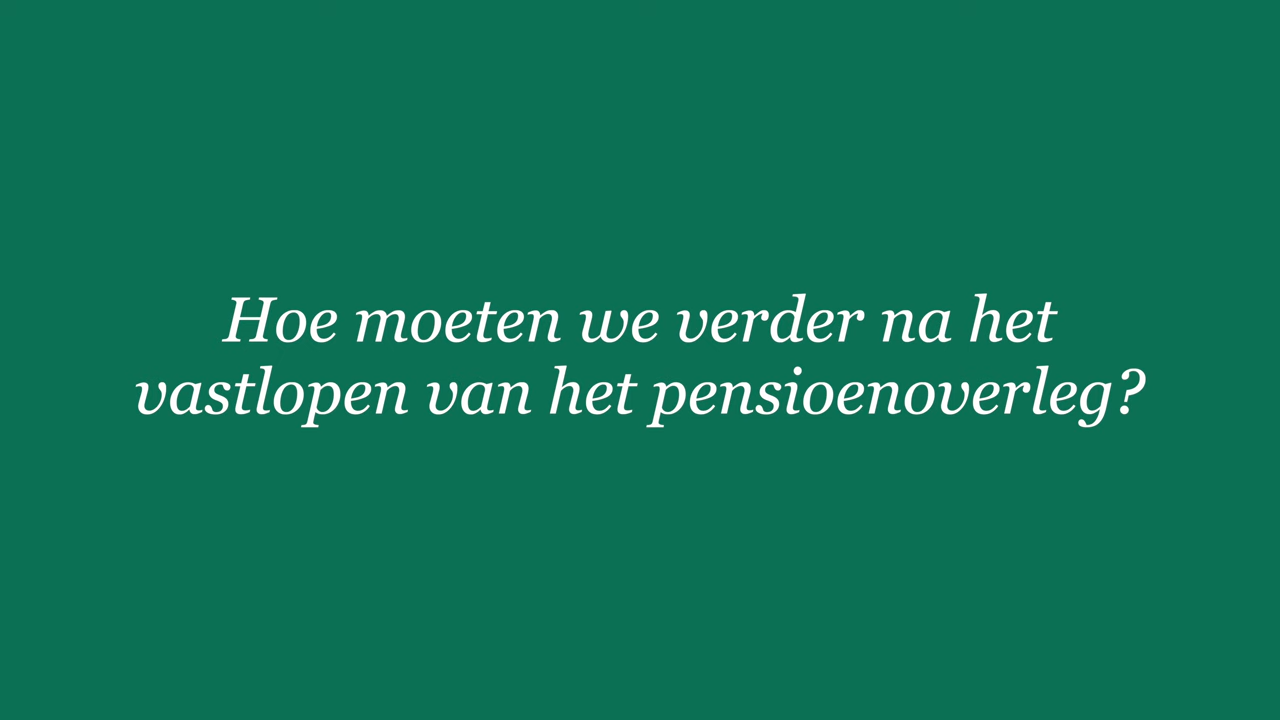 Hoe moeten we verder na het
vastlopen van het pensioenoverleg?